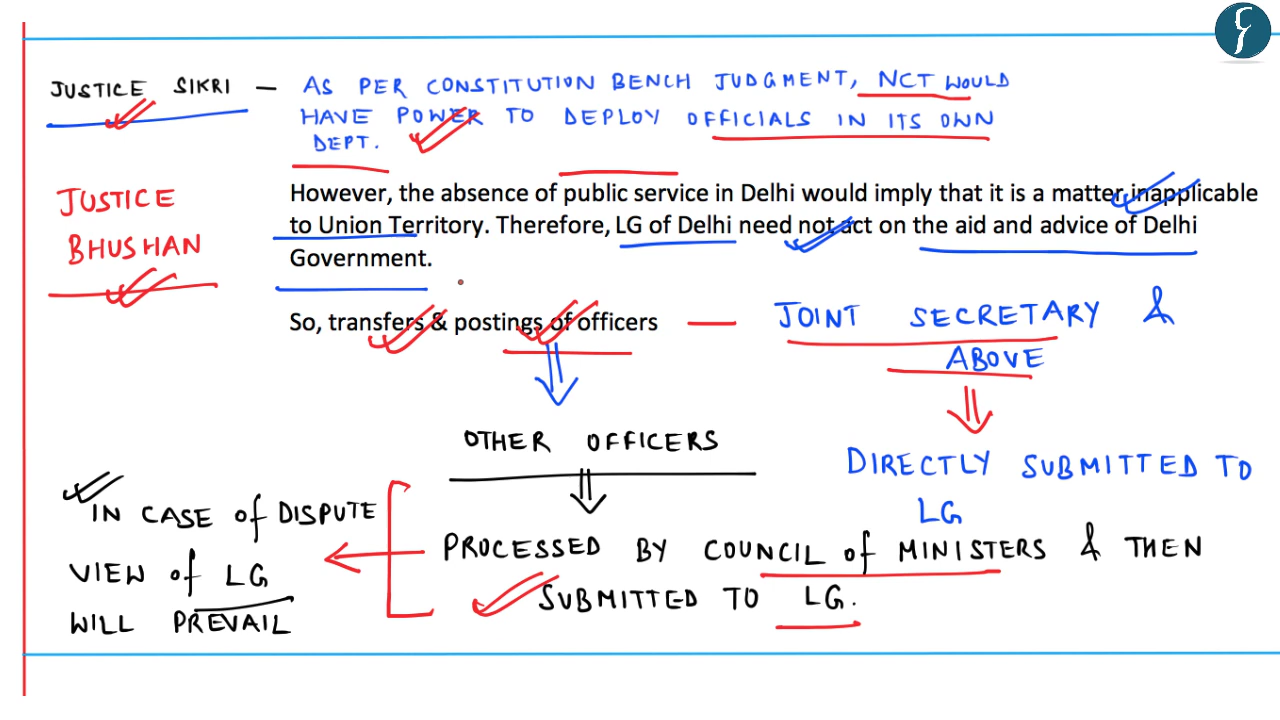 JUSTICE SIKRI — AS PER CONSTITUTION BENCH JUDGMENT, NCT WOULD
HAVE POWER TO DEPLOY OFFICIALS IN ITS OWN
DEPT.
JUSTICE
BHUSHAN
However, the absence of public service in Delhi would imply that it is a matter inapplicable
to Union Territory. Therefore, LG of Delhi need not act on the aid and advice of Delhi
Government.
So, transfers & postings of officers — JOINT SECRETARY &
ABOVE
OTHER OFFICERS
DIRECTLY SUBMITTED TO
LG
PROCESSED BY COUNCIL of MINISTERS & THEN
SUBMITTED TO LG.
IN CASE of DISPUTE
VIEW of LG
WILL PREVAIL